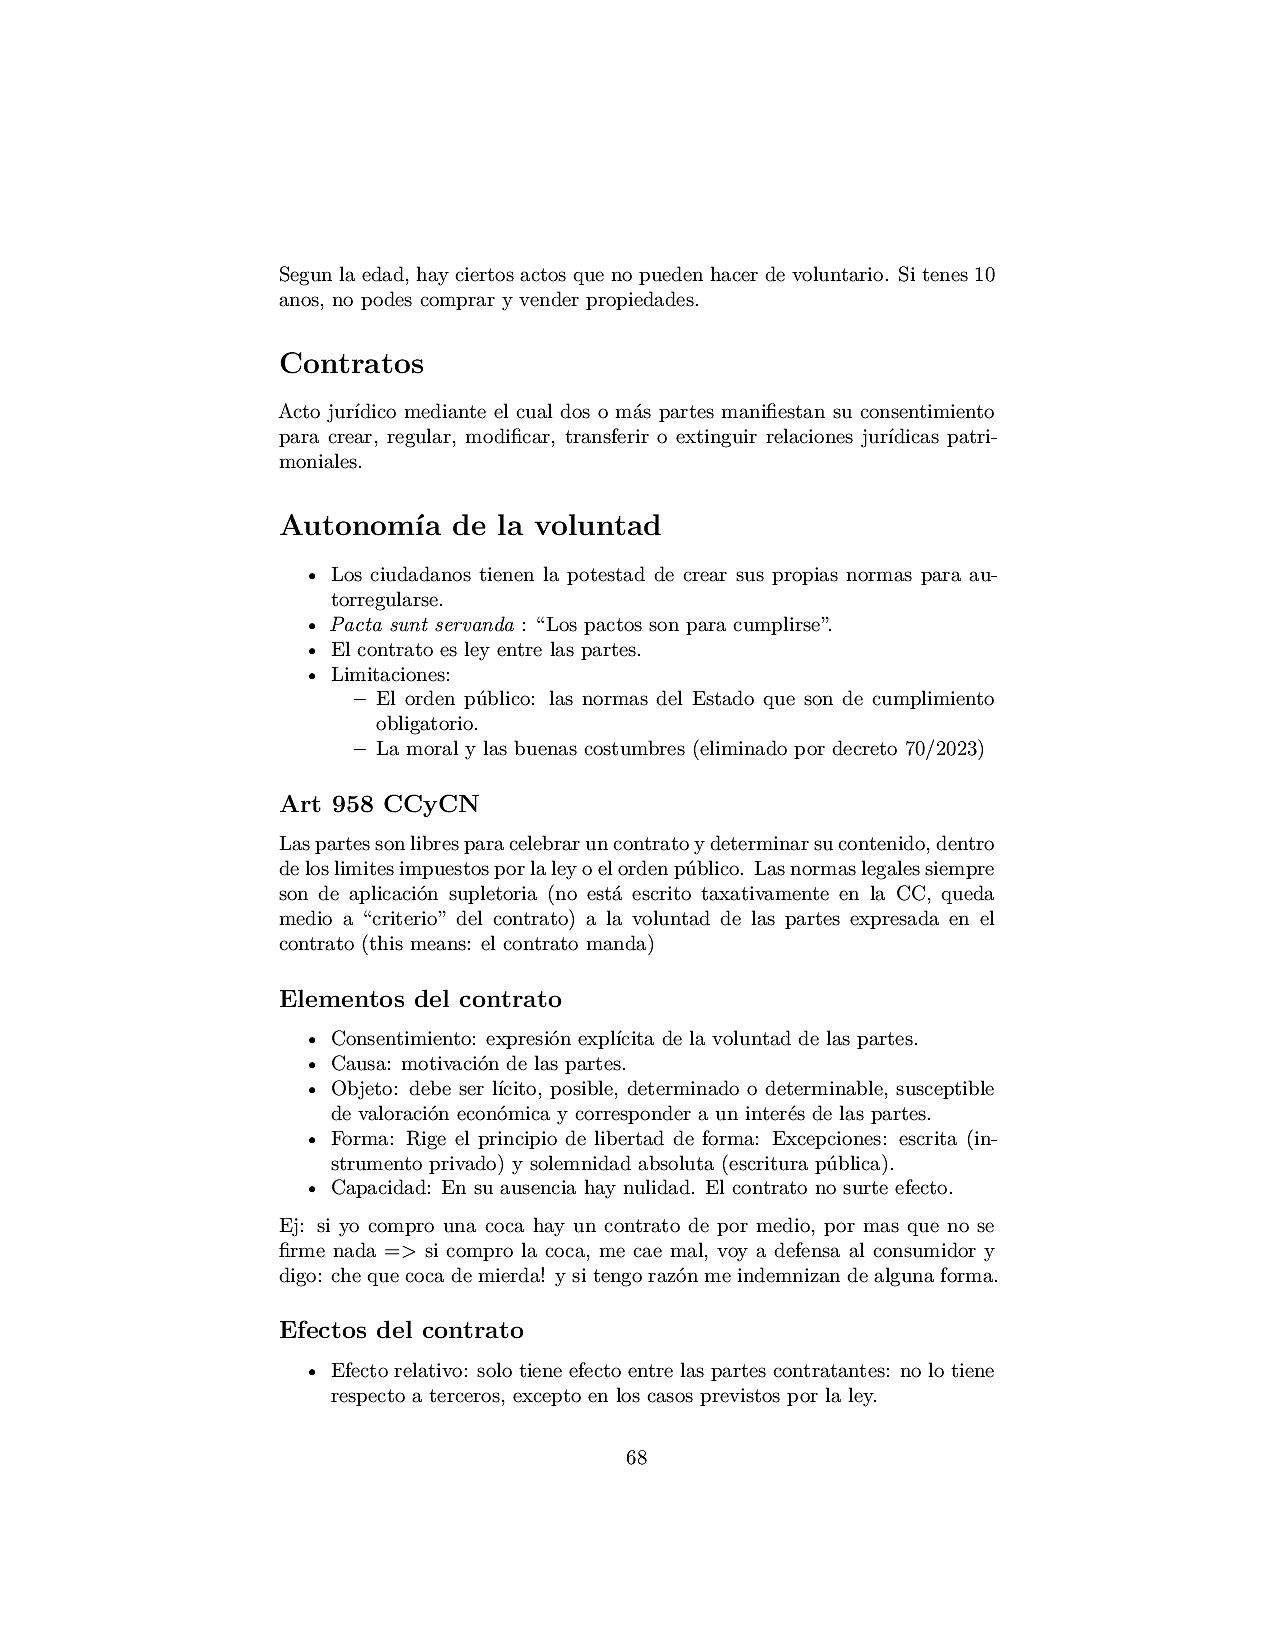 Segun la edad, hay ciertos actos que no pueden hacer de voluntario. Si tenes 10
anos, no podes comprar y vender propiedades.
Contratos
Acto jurídico mediante el cual dos o más partes manifiestan su consentimiento
para crear, regular, modificar, transferir o extinguir relaciones jurídicas patri-
moniales.
Autonomía de la voluntad
• Los ciudadanos tienen la potestad de crear sus propias normas para au-
torregularse.
• Pacta sunt servanda : “Los pactos son para cumplirse”.
• El contrato es ley entre las partes.
• Limitaciones:
– El orden público: las normas del Estado que son de cumplimiento
obligatorio.
– La moral y las buenas costumbres (eliminado por decreto 70/2023)
Art 958 CCyCN
Las partes son libres para celebrar un contrato y determinar su contenido, dentro
de los limites impuestos por la ley o el orden público. Las normas legales siempre
son de aplicación supletoria (no está escrito taxativamente en la CC, queda
medio a “criterio” del contrato) a la voluntad de las partes expresada en el
contrato (this means: el contrato manda)
Elementos del contrato
• Consentimiento: expresión explícita de la voluntad de las partes.
• Causa: motivación de las partes.
• Objeto: debe ser lícito, posible, determinado o determinable, susceptible
de valoración económica y corresponder a un interés de las partes.
• Forma: Rige el principio de libertad de forma: Excepciones: escrita (in-
strumento privado) y solemnidad absoluta (escritura pública).
• Capacidad: En su ausencia hay nulidad. El contrato no surte efecto.
Ej: si yo compro una coca hay un contrato de por medio, por mas que no se
firme nada => si compro la coca, me cae mal, voy a defensa al consumidor y
digo: che que coca de mierda! y si tengo razón me indemnizan de alguna forma.
Efectos del contrato
• Efecto relativo: solo tiene efecto entre las partes contratantes: no lo tiene
respecto a terceros, excepto en los casos previstos por la ley.
68